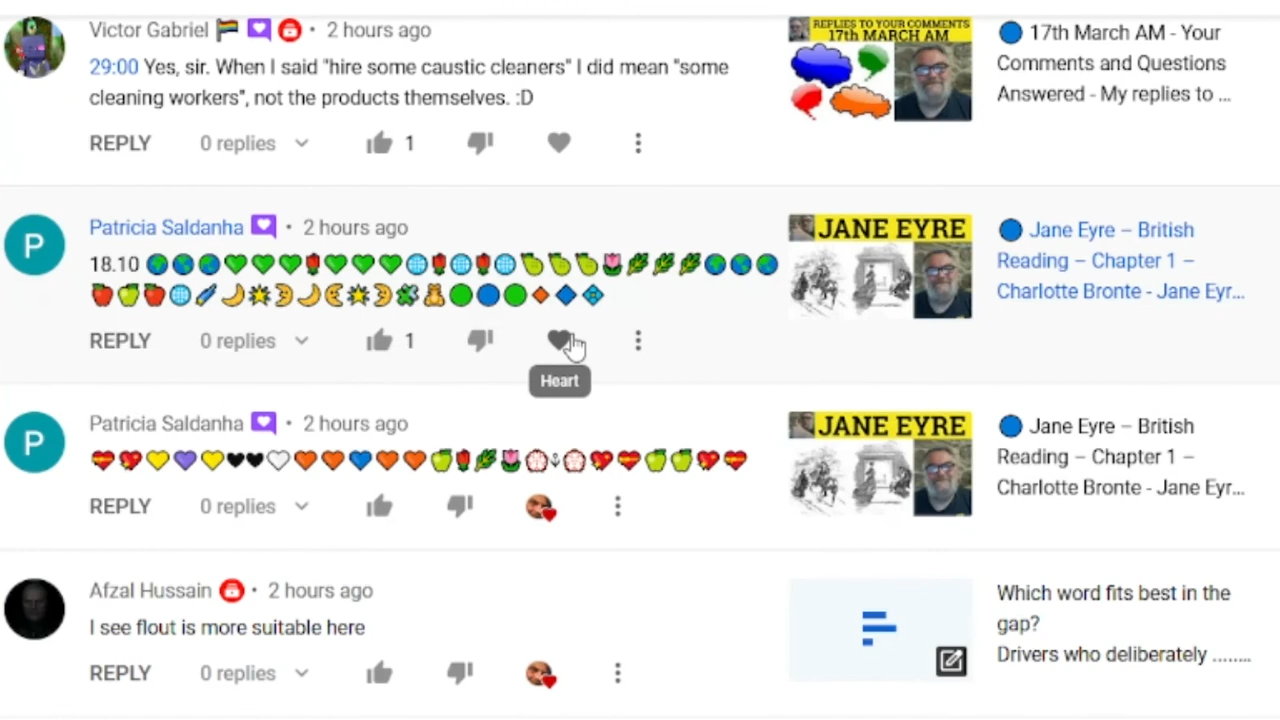 Victor Gabriel • 2 hours ago
29:00 Yes, sir. When I said "hire some caustic cleaners" I did mean "some
cleaning workers", not the products themselves. :D
REPLY 0 replies 1
REPLIES TO YOUR COMMENTS
17th MARCH AM
17th March AM - Your
Comments and Questions
Answered - My replies to ...
P
Patricia Saldanha • 2 hours ago
18.10 🌍🌍🌎💚💚💚🌹💚💚💚🌐🌹🌐🌹🌐🍈🍈🍈🌷🌿🌿🌿🌎🌎🌎
🍎🍏🍎🌐☄🌙🌟🌛🌙🌜🌟🌛🧩🧸🟢🔵🟢🔸🔷💠
REPLY 0 replies 1
Heart
JANE EYRE
Jane Eyre – British
Reading – Chapter 1 –
Charlotte Bronte - Jane Eyr...
P
Patricia Saldanha • 2 hours ago
💝💖💛💜💛🖤🖤🤍🧡🧡💙🧡🧡🍏🌹🌿🌷💮⚓💮💖💝🍏🍏💖💝
REPLY 0 replies
JANE EYRE
Jane Eyre – British
Reading – Chapter 1 –
Charlotte Bronte - Jane Eyr...
Afzal Hussain • 2 hours ago
I see flout is more suitable here
REPLY 0 replies
Which word fits best in the
gap?
Drivers who deliberately ........